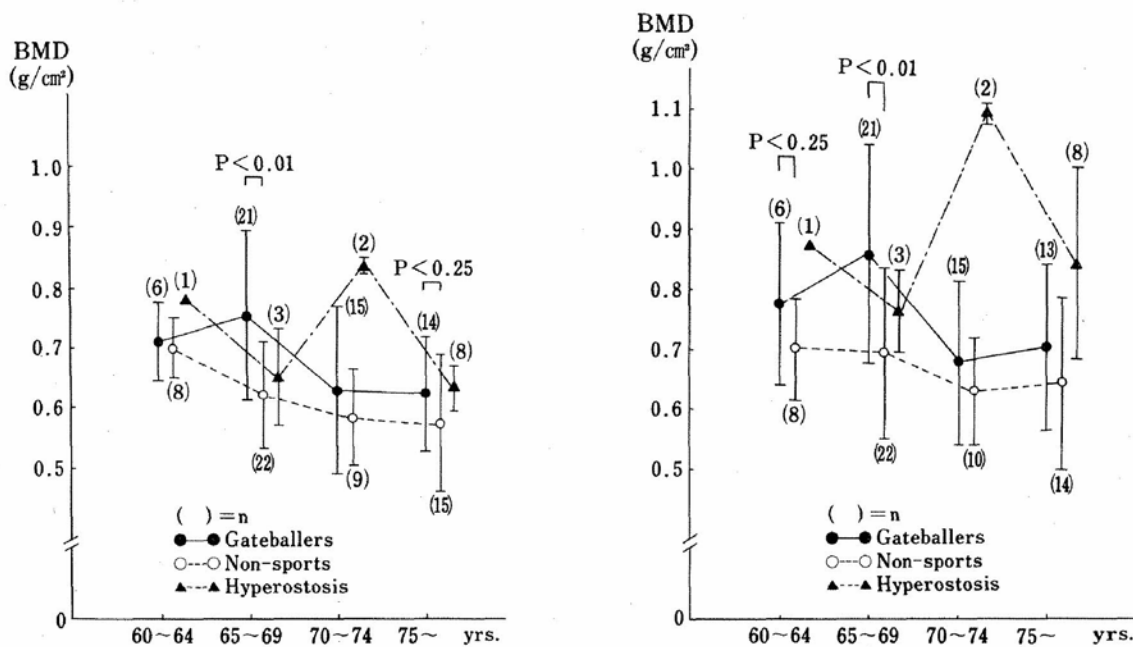 BMD
(g/cm²)
1.0
0.9
0.8
0.7
0.6
0.5
0
P<0.01
(21)
(6)
(1)
(2)
P<0.25
(3)
(15)
(14)
(8)
(8)
(22)
(9)
(15)
( )=n
Gateballers
Non-sports
Hyperostosis
60~64
65~69
70~74
75~
yrs.
BMD
(g/cm²)
1.1
1.0
0.9
0.8
0.7
0.6
0.5
0
P<0.01
(2)
(21)
P<0.25
(8)
(6)
(1)
(3)
(15)
(13)
(8)
(22)
(10)
(14)
( )=n
Gateballers
Non-sports
Hyperostosis
60~64
65~69
70~74
75~
yrs.